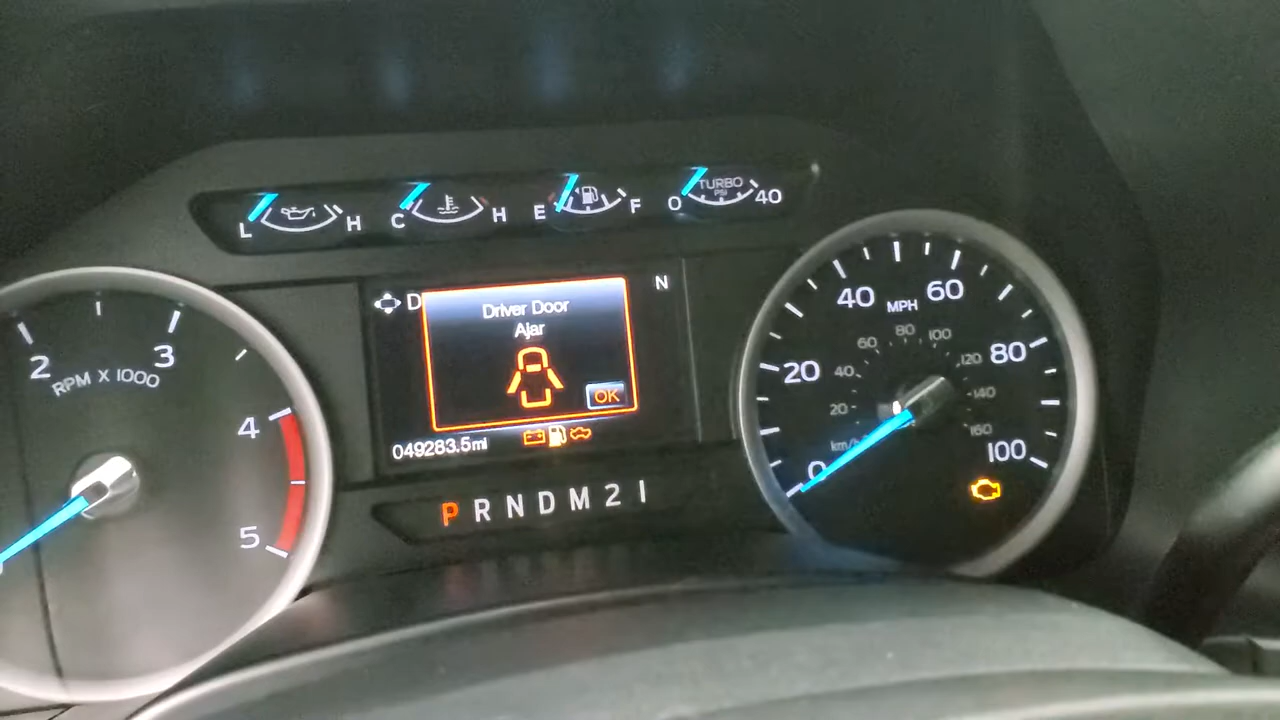 L H C H E F 0 TURBO 40
PSI
2 3 4 5
RPM X 1000
D N
Driver Door
Ajar
OK
049283.5mi
P R N D M 2 1
0 20 40 60 80 100
MPH
20 40 60 80 100 120 140 160
km/h